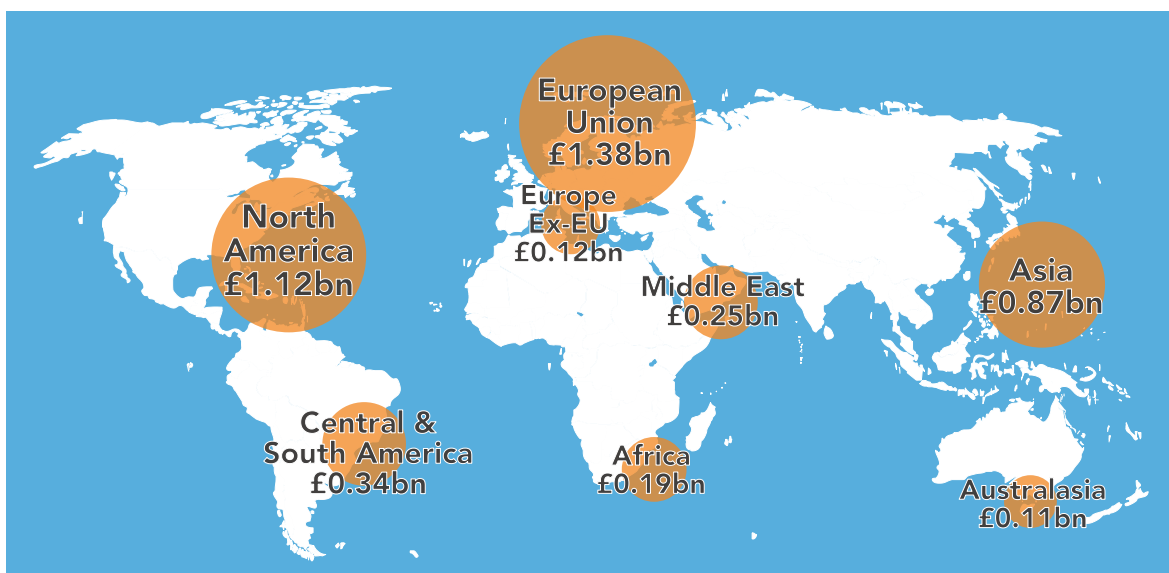 European
Union
£1.38bn
Europe
Ex-EU
£0.12bn
North
America
£1.12bn
Middle East
£0.25bn
Asia
£0.87bn
Central &
South America
£0.34bn
Africa
£0.19bn
Australasia
£0.11bn